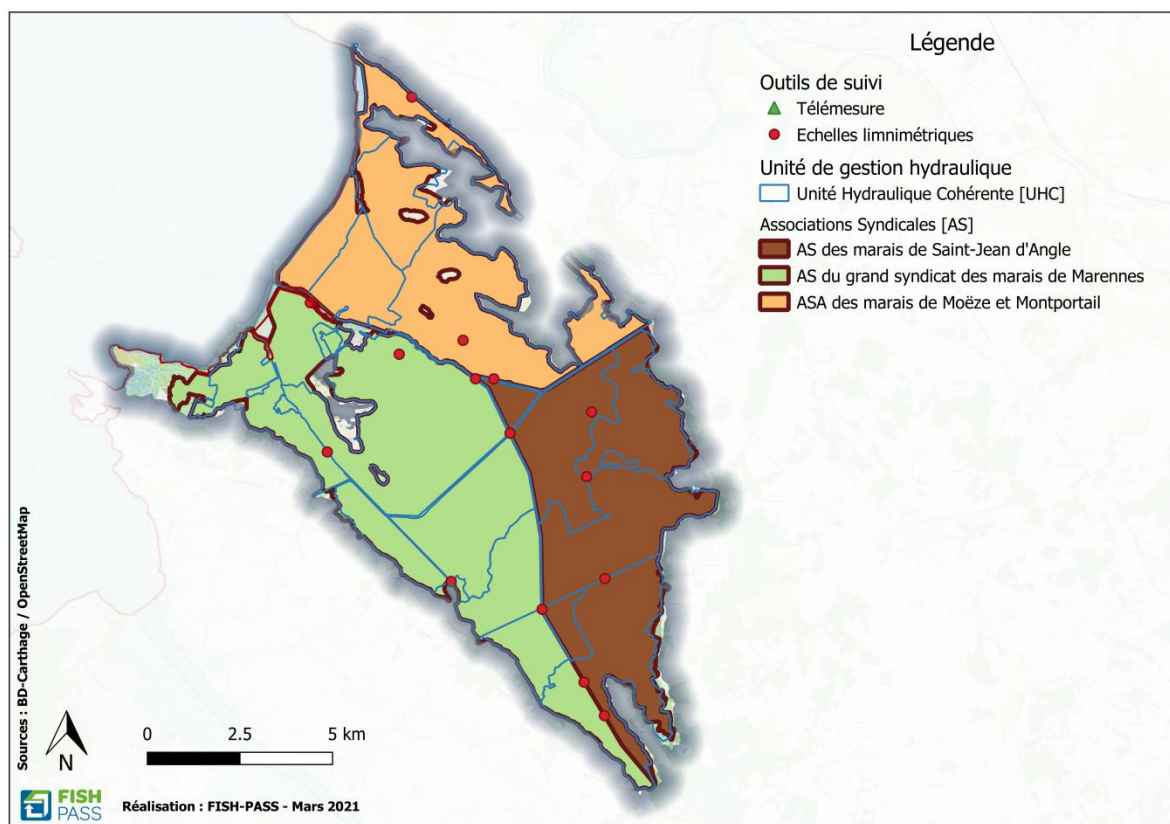 Légende
Outils de suivi
Télémesure
Echelles limnimétriques
Unité de gestion hydraulique
Unité Hydraulique Cohérente [UHC]
Associations Syndicales [AS]
AS des marais de Saint-Jean d'Angle
AS du grand syndicat des marais de Marennes
ASA des marais de Moëze et Montportail
Sources : BD-Carthage / OpenStreetMap
N
0 2.5 5 km
FISH
PASS
Réalisation : FISH-PASS - Mars 2021